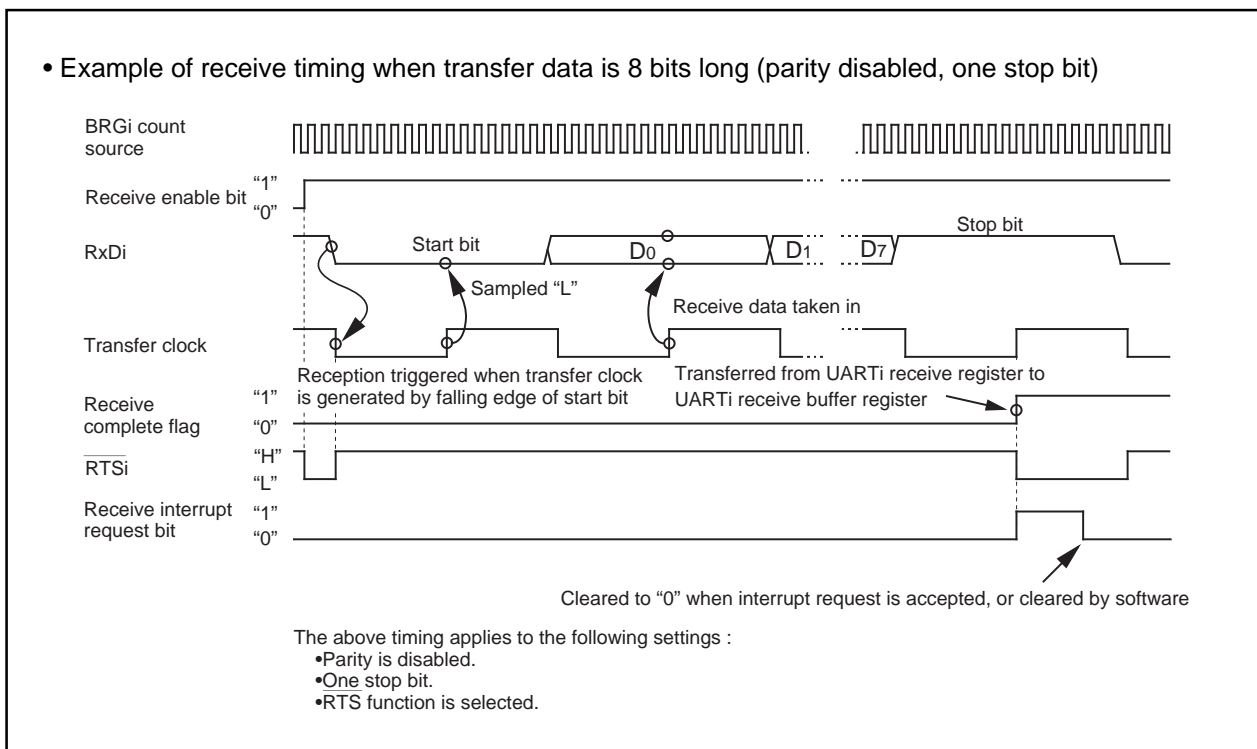 • Example of receive timing when transfer data is 8 bits long (parity disabled, one stop bit)
BRGi count
source
Receive enable bit
“1”
“0”
RxDi
Start bit
D0
D1
D7
Stop bit
Sampled “L”
Receive data taken in
Transfer clock
Reception triggered when transfer clock
is generated by falling edge of start bit
Transferred from UARTi receive register to
UARTi receive buffer register
Receive
complete flag
“1”
“0”
RTSi
“H”
“L”
Receive interrupt
request bit
“1”
“0”
Cleared to “0” when interrupt request is accepted, or cleared by software
The above timing applies to the following settings :
•Parity is disabled.
•One stop bit.
•RTS function is selected.